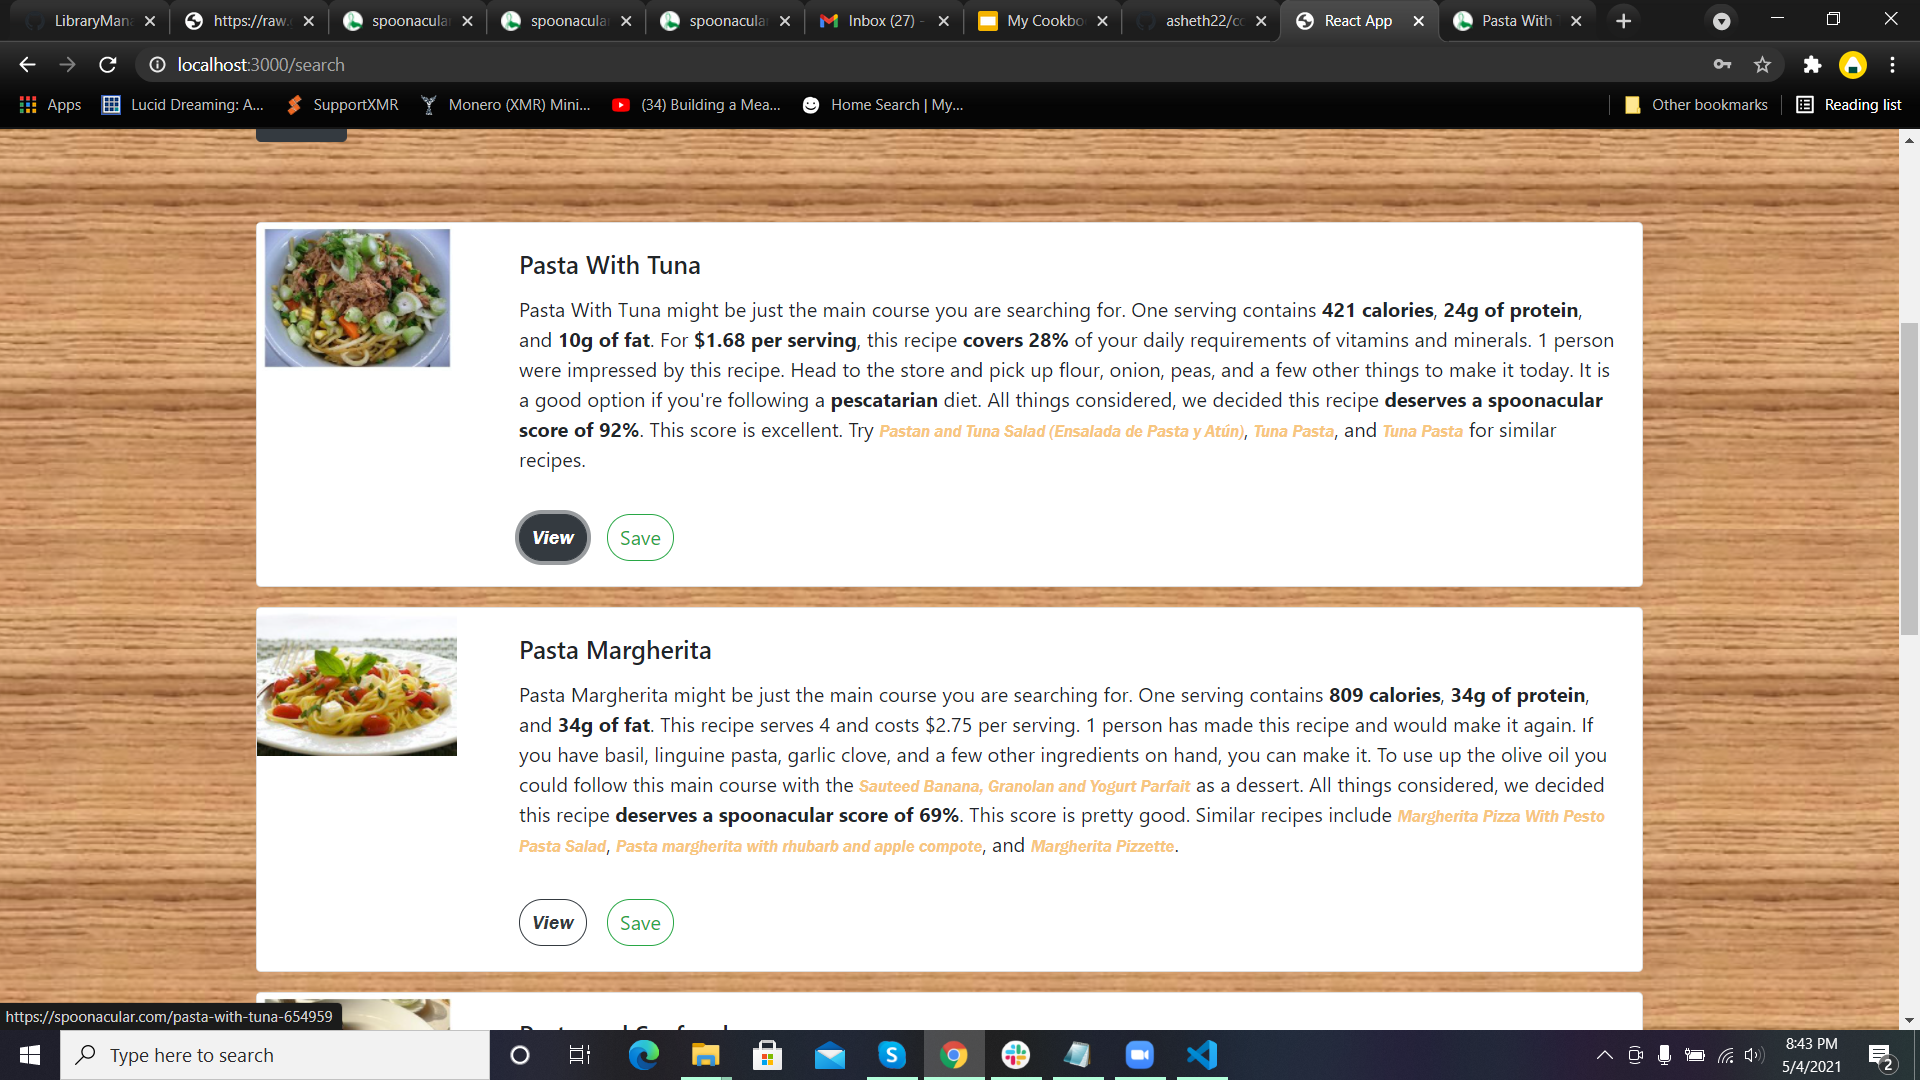 LibraryMan
https://raw.
spoonacular
spoonacular
spoonacular
Inbox (27) -
My Cookbo
asheth22/co
React App
Pasta With
localhost:3000/search
Apps
Lucid Dreaming: A...
SupportXMR
Monero (XMR) Mini...
(34) Building a Mea...
Home Search | My...
Other bookmarks
Reading list
Pasta With Tuna
Pasta With Tuna might be just the main course you are searching for. One serving contains 421 calories, 24g of protein,
and 10g of fat. For $1.68 per serving, this recipe covers 28% of your daily requirements of vitamins and minerals. 1 person
were impressed by this recipe. Head to the store and pick up flour, onion, peas, and a few other things to make it today. It is
a good option if you're following a pescatarian diet. All things considered, we decided this recipe deserves a spoonacular
score of 92%. This score is excellent. Try Pastan and Tuna Salad (Ensalada de Pasta y Atún), Tuna Pasta, and Tuna Pasta for similar
recipes.
View Save
Pasta Margherita
Pasta Margherita might be just the main course you are searching for. One serving contains 809 calories, 34g of protein,
and 34g of fat. This recipe serves 4 and costs $2.75 per serving. 1 person has made this recipe and would make it again. If
you have basil, linguine pasta, garlic clove, and a few other ingredients on hand, you can make it. To use up the olive oil you
could follow this main course with the Sauteed Banana, Granolan and Yogurt Parfait as a dessert. All things considered, we decided
this recipe deserves a spoonacular score of 69%. This score is pretty good. Similar recipes include Margherita Pizza With Pesto
Pasta Salad, Pasta margherita with rhubarb and apple compote, and Margherita Pizzette.
View Save
https://spoonacular.com/pasta-with-tuna-654959
Type here to search
8:43 PM
5/4/2021
2